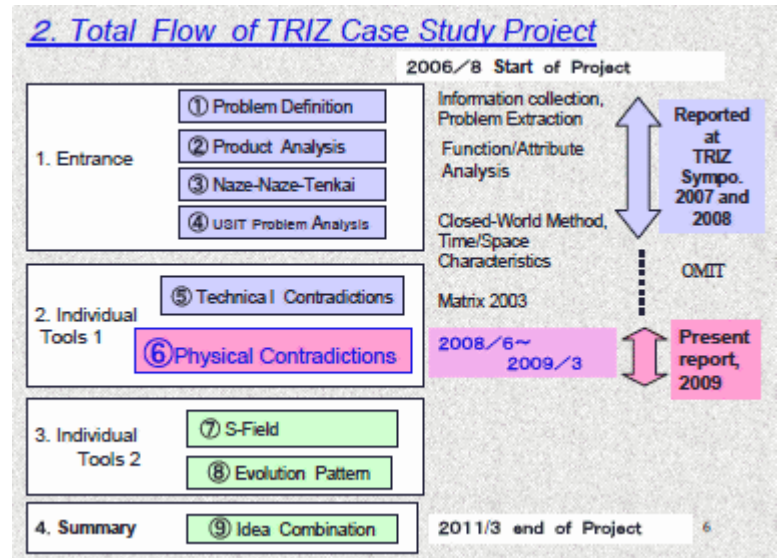 2. Total Flow of TRIZ Case Study Project
2006/8 Start of Project
1. Entrance
① Problem Definition
② Product Analysis
③ Naze-Naze-Tenkai
④ USIT Problem Analysis
Information collection,
Problem Extraction
Function/Attribute
Analysis
Closed-World Method,
Time/Space
Characteristics
Reported
at
TRIZ
Sympo.
2007 and
2008
OMIT
2. Individual
Tools 1
⑤ Technical Contradictions
⑥Physical Contradictions
Matrix 2003
2008/6~
2009/3
Present
report,
2009
3. Individual
Tools 2
⑦ S-Field
⑧ Evolution Pattern
4. Summary
⑨ Idea Combination
2011/3 end of Project
6